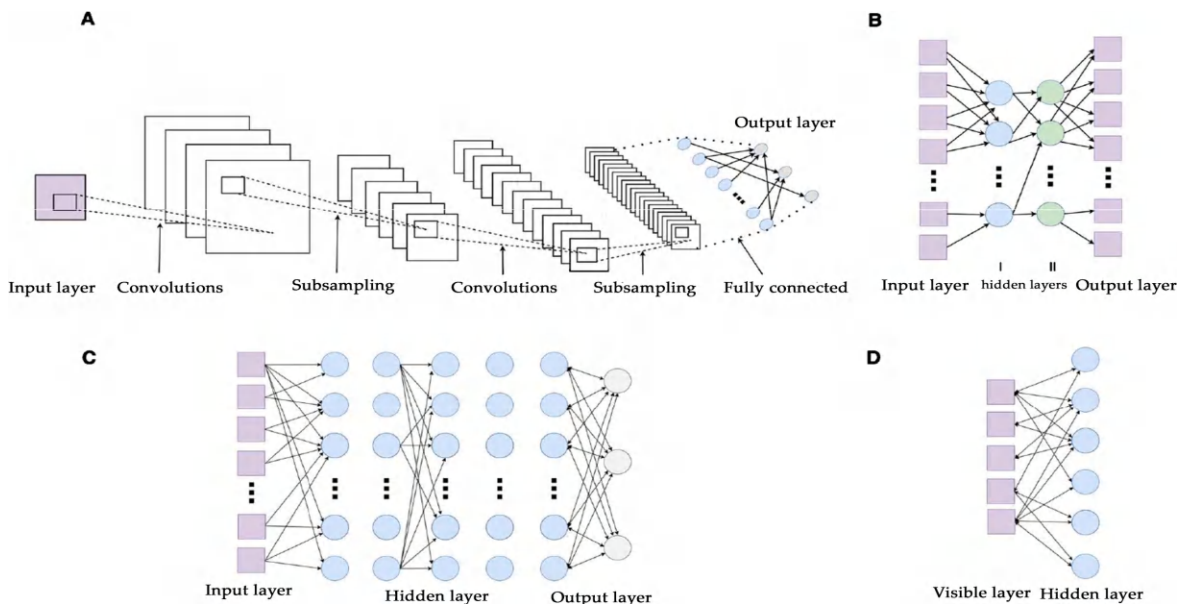 A
Output layer
Input layer
Convolutions
Subsampling
Convolutions
Subsampling
Fully connected
B
I
II
Input layer
hidden layers
Output layer
C
Input layer
Hidden layer
Output layer
D
Visible layer
Hidden layer